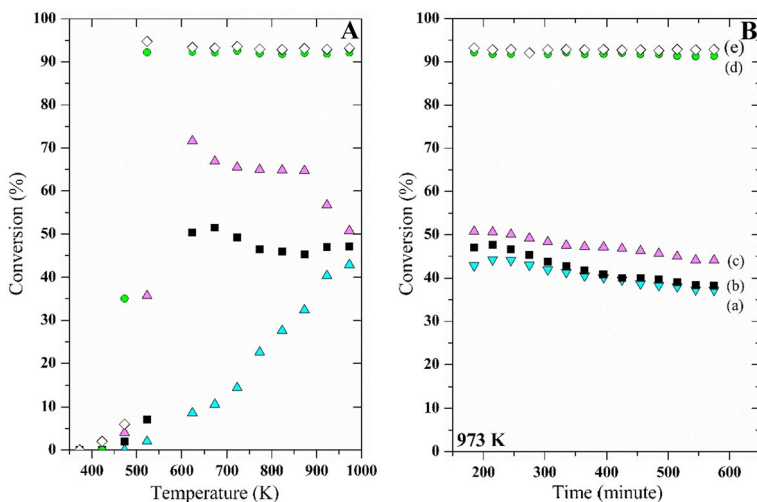 A
100
90
80
70
60
50
40
30
20
10
0
Conversion (%)
400 500 600 700 800 900 1000
Temperature (K)
B
100
90
80
70
60
50
40
30
20
10
0
Conversion (%)
(e)
(d)
(c)
(b)
(a)
973 K
200 300 400 500 600
Time (minute)